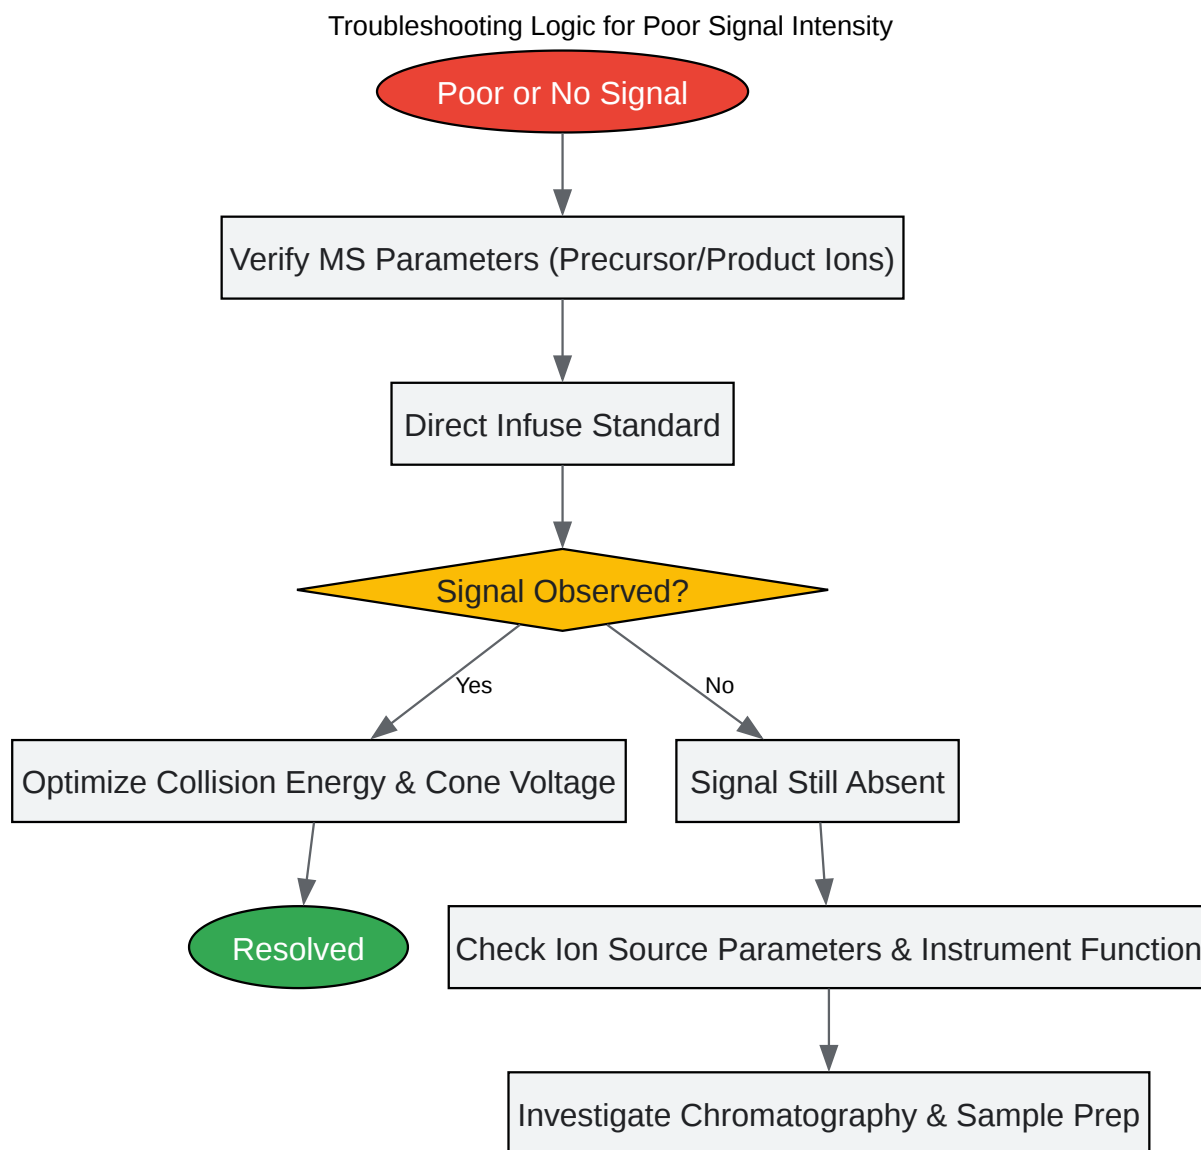 Troubleshooting Logic for Poor Signal Intensity
Poor or No Signal
Verify MS Parameters (Precursor/Product Ions)
Direct Infuse Standard
Signal Observed?
Yes
No
Optimize Collision Energy & Cone Voltage
Signal Still Absent
Resolved
Check Ion Source Parameters & Instrument Function
Investigate Chromatography & Sample Prep